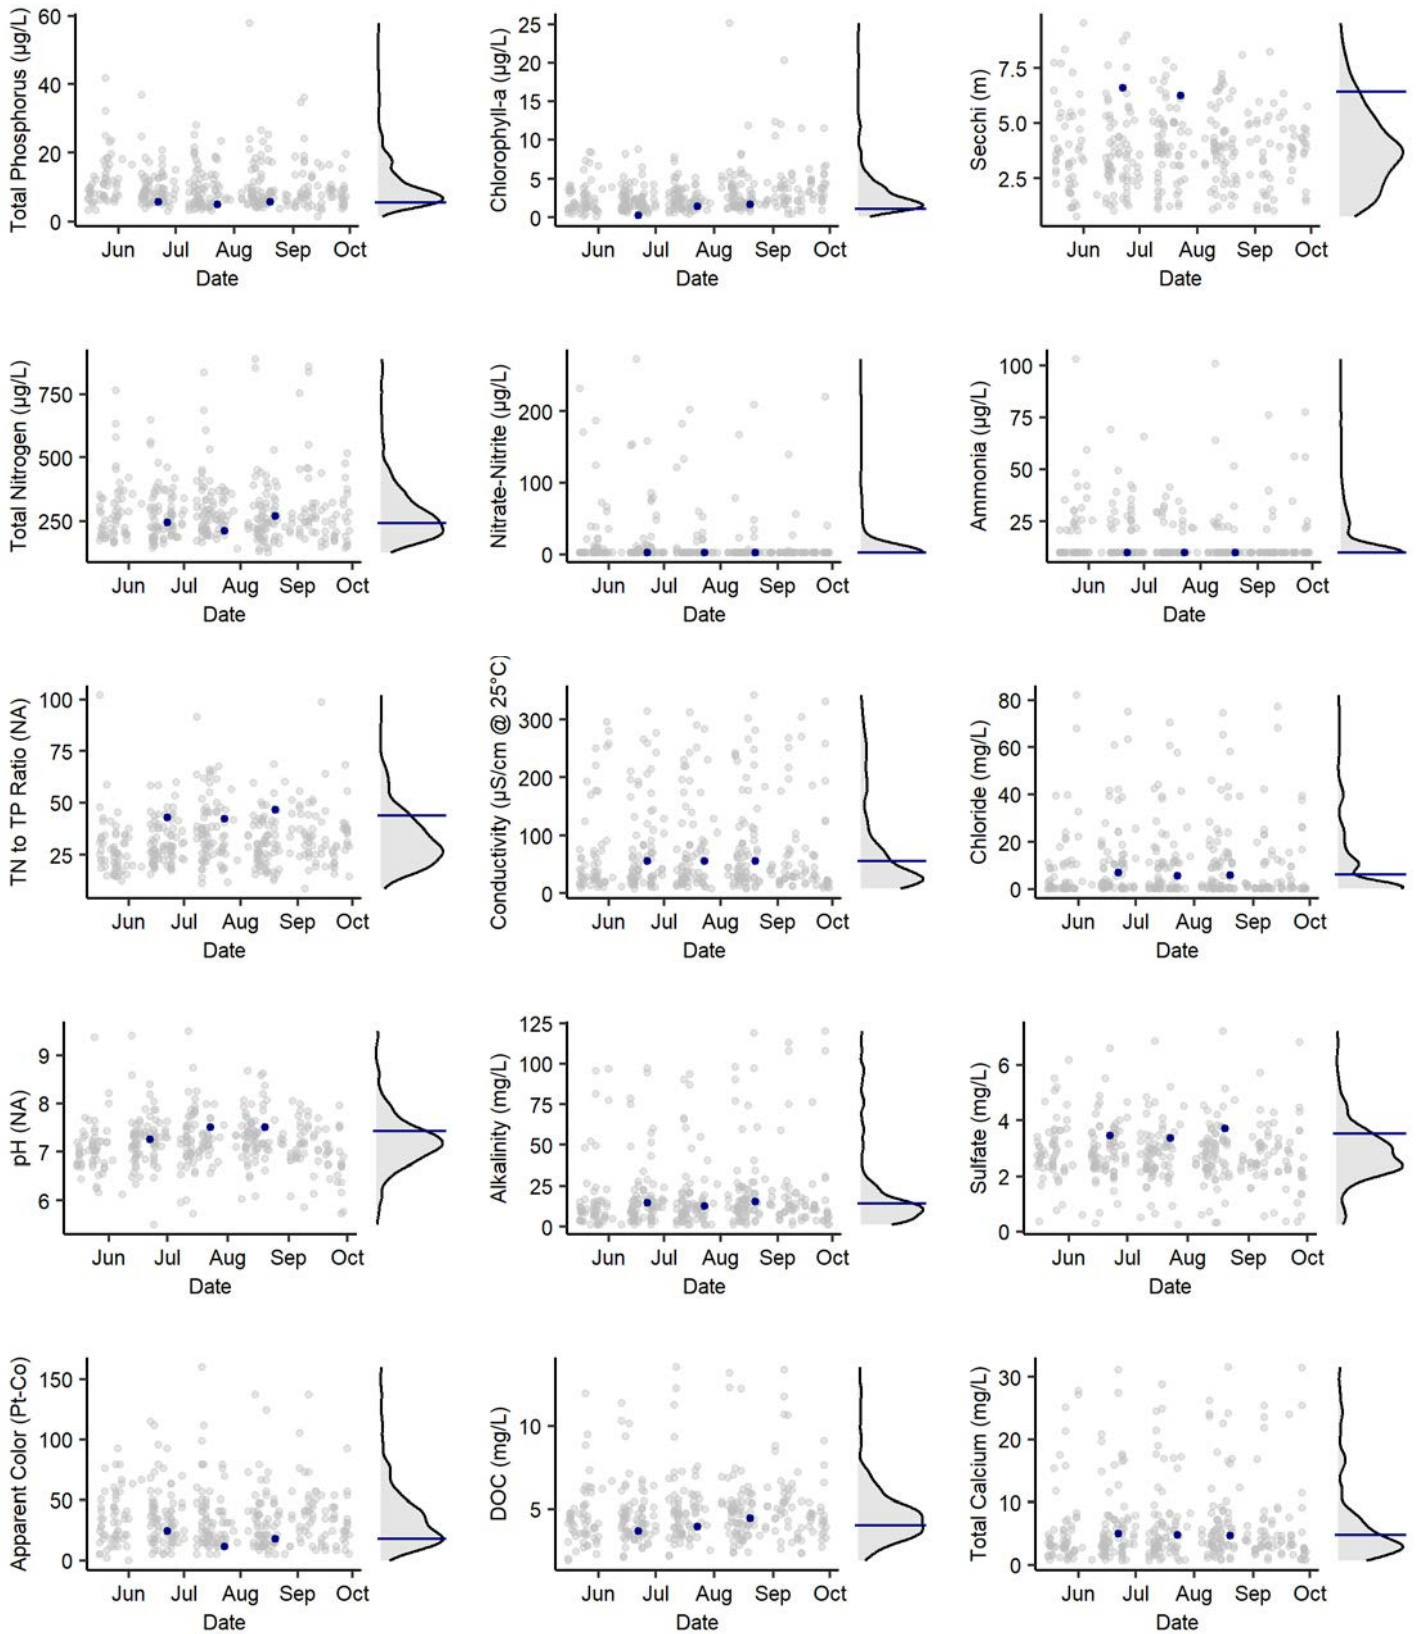 Total Phosphorus (µg/L)
60
40
20
0
Jun Jul Aug Sep Oct
Date
Chlorophyll-a (µg/L)
25
20
15
10
5
0
Jun Jul Aug Sep Oct
Date
Secchi (m)
7.5
5.0
2.5
Jun Jul Aug Sep Oct
Date
Total Nitrogen (µg/L)
750
500
250
Jun Jul Aug Sep Oct
Date
Nitrate-Nitrite (µg/L)
200
100
0
Jun Jul Aug Sep Oct
Date
Ammonia (µg/L)
100
75
50
25
Jun Jul Aug Sep Oct
Date
TN to TP Ratio (NA)
100
75
50
25
Jun Jul Aug Sep Oct
Date
Conductivity (µS/cm @ 25°C)
300
200
100
0
Jun Jul Aug Sep Oct
Date
Chloride (mg/L)
80
60
40
20
0
Jun Jul Aug Sep Oct
Date
pH (NA)
9
8
7
6
Jun Jul Aug Sep Oct
Date
Alkalinity (mg/L)
125
100
75
50
25
0
Jun Jul Aug Sep Oct
Date
Sulfate (mg/L)
6
4
2
0
Jun Jul Aug Sep Oct
Date
Apparent Color (Pt-Co)
150
100
50
0
Jun Jul Aug Sep Oct
Date
DOC (mg/L)
10
5
Jun Jul Aug Sep Oct
Date
Total Calcium (mg/L)
30
20
10
0
Jun Jul Aug Sep Oct
Date